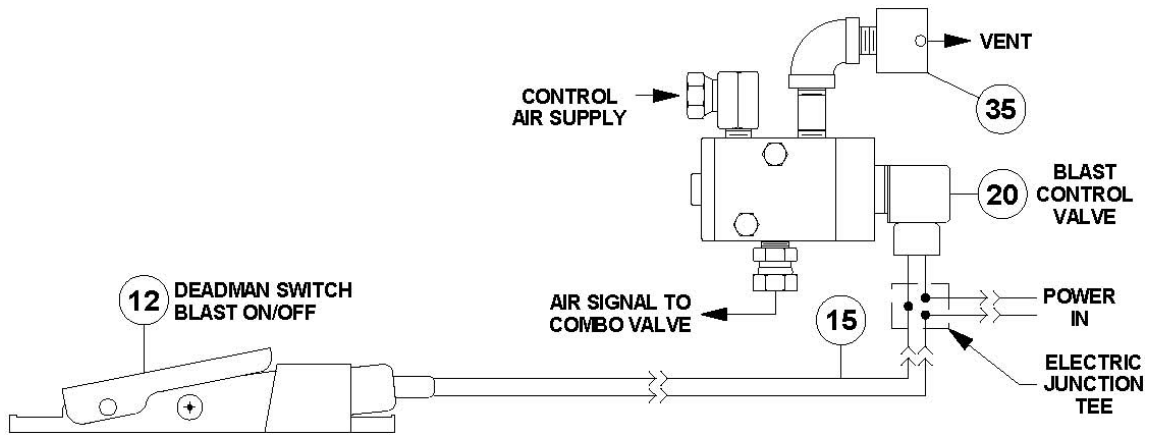 VENT
CONTROL
AIR SUPPLY
35
20
BLAST
CONTROL
VALVE
12
DEADMAN SWITCH
BLAST ON/OFF
AIR SIGNAL TO
COMBO VALVE
15
POWER
IN
ELECTRIC
JUNCTION
TEE